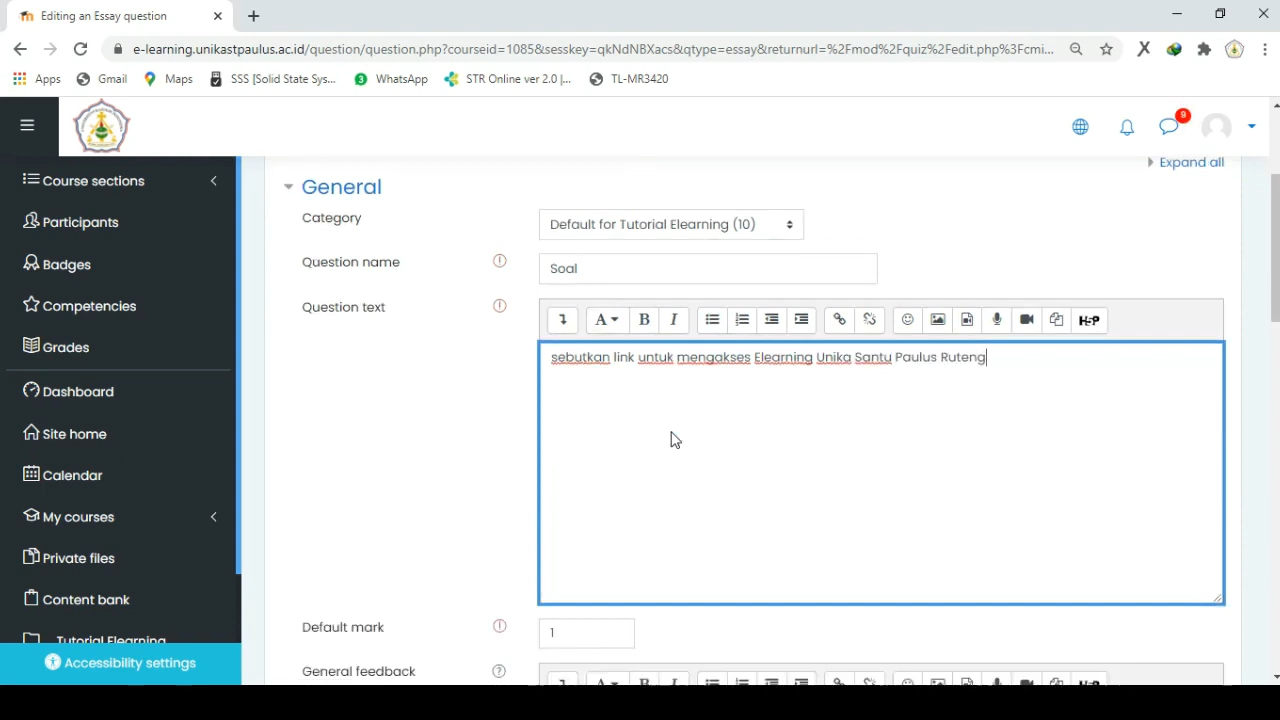 Editing an Essay question
e-learning.unikastpaulus.ac.id/question/question.php?courseid=1085&sesskey=qkNdNBXacs&qtype=essay&returnurl=%2Fmod%2Fquiz%2Fedit.php%3Fcmi...
Apps Gmail Maps SSS [Solid State Sys... WhatsApp STR Online ver 2.0 |... TL-MR3420
9
Expand all
Course sections
Participants
Badges
Competencies
Grades
Dashboard
Site home
Calendar
My courses
Private files
Content bank
Tutorial Elearning
Accessibility settings
General
Category
Default for Tutorial Elearning (10)
Question name
Soal
Question text
A B I H5P
sebutkan link untuk mengakses Elearning Unika Santu Paulus Ruteng
Default mark
1
General feedback
A B I H5P